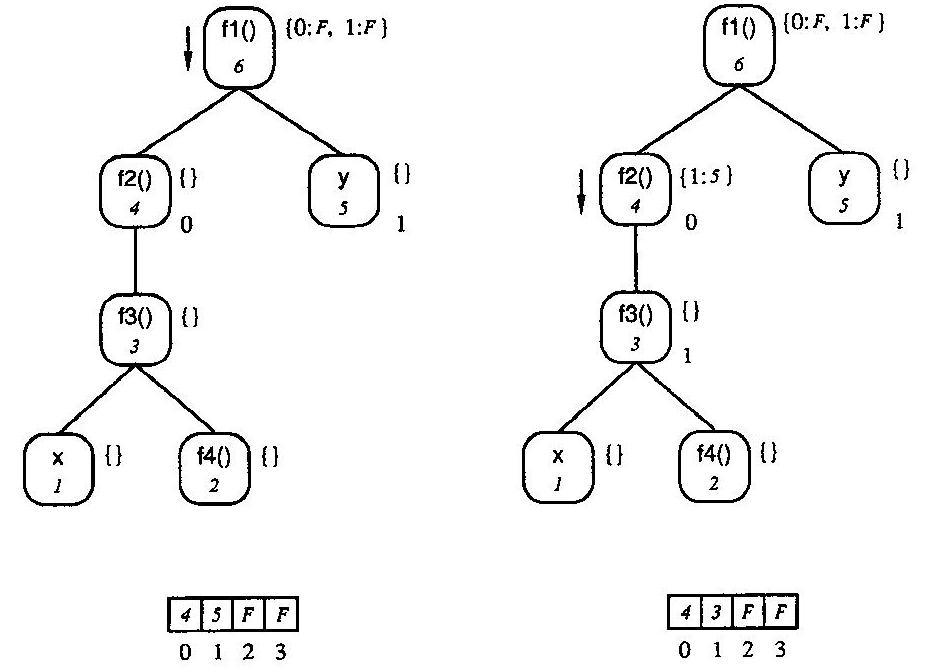 f1() {0:F, 1:F}
6
f2() {}
4
0
y {}
5
1
f3() {}
3
x {}
1
f4() {}
2
4 5 F F
0 1 2 3
f1() {0:F, 1:F}
6
f2() {1:5}
4
0
y {}
5
1
f3() {}
3
1
x {}
1
f4() {}
2
4 3 F F
0 1 2 3